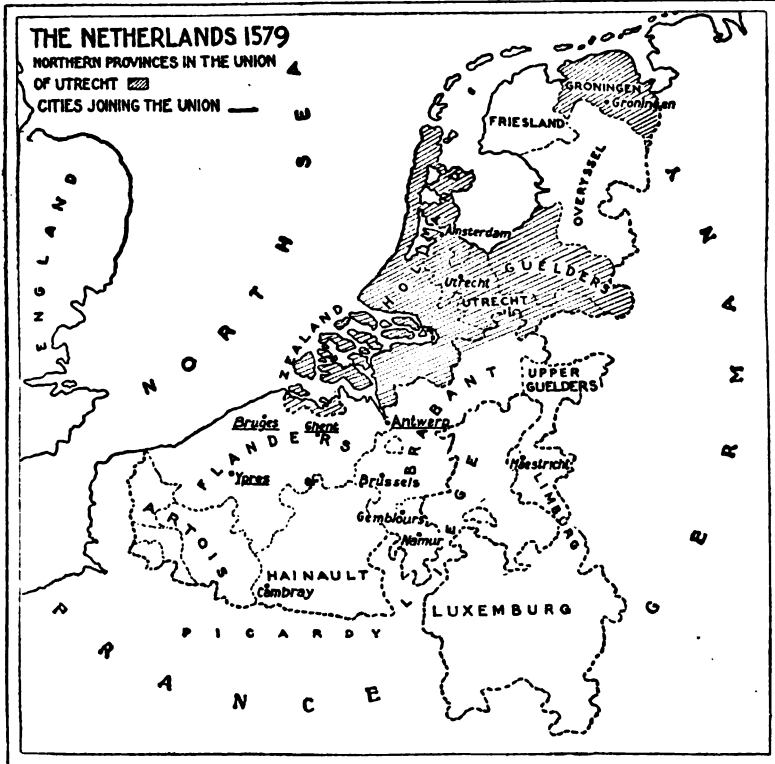 THE NETHERLANDS 1579
NORTHERN PROVINCES IN THE UNION
OF UTRECHT
CITIES JOINING THE UNION
NORTH SEA
ENGLAND
GRONINGEN
Groningen
FRIESLAND
OVERYSSEL
GERMANY
HOLLAND
Amsterdam
GUELDERS
Utrecht
UTRECHT
ZEALAND
UPPER
GUELDERS
BRABANT
Bruges
Ghent
Antwerp
FLANDERS
Ypres
Brussels
Maestricht
LIMBURG
LIEGE
ARTOIS
Gemblours
Namur
HAINAULT
Cambray
LUXEMBURG
PICARDY
FRANCE